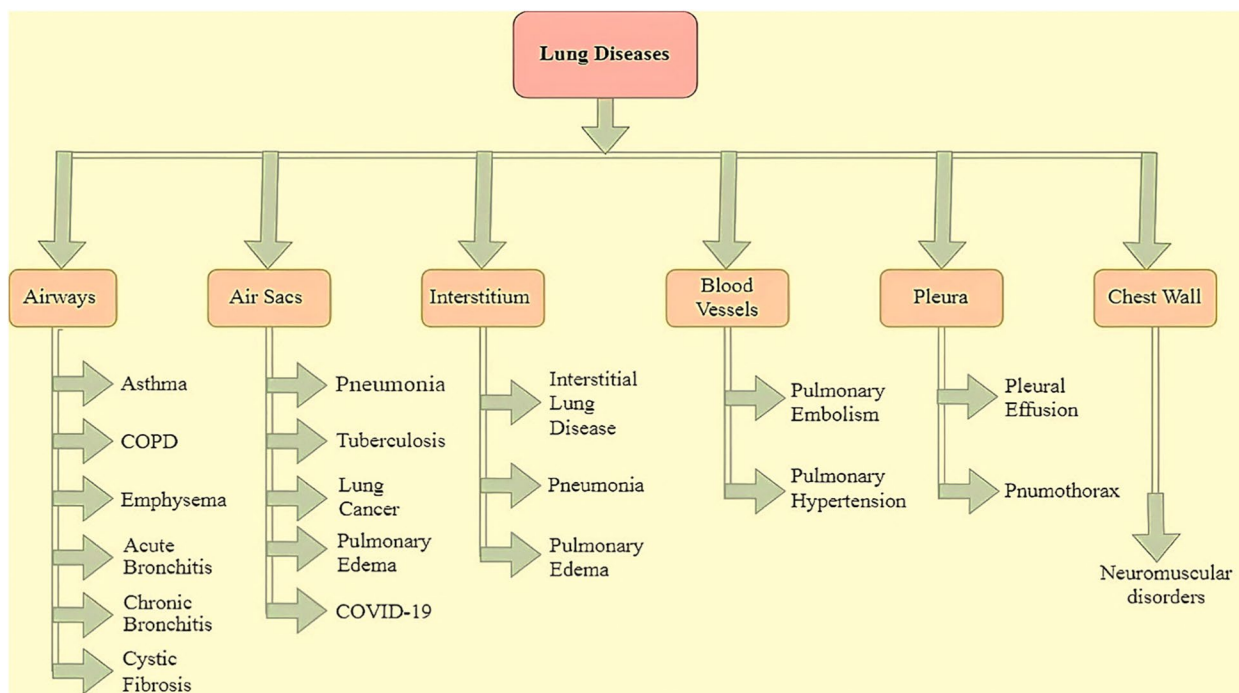 Lung Diseases
Airways
Air Sacs
Interstitium
Blood
Vessels
Pleura
Chest Wall
Asthma
COPD
Emphysema
Acute
Bronchitis
Chronic
Bronchitis
Cystic
Fibrosis
Pneumonia
Tuberculosis
Lung
Cancer
Pulmonary
Edema
COVID-19
Interstitial
Lung
Disease
Pneumonia
Pulmonary
Edema
Pulmonary
Embolism
Pulmonary
Hypertension
Pleural
Effusion
Pnumothorax
Neuromuscular
disorders